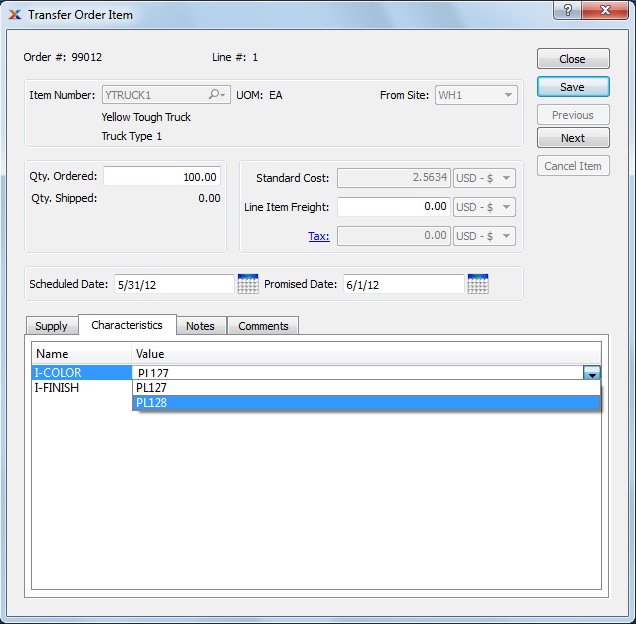 Transfer Order Item
Order #: 99012 Line #: 1
Close
Save
Previous
Next
Cancel Item
Item Number: YTRUCK1 UOM: EA From Site: WH1
Yellow Tough Truck
Truck Type 1
Qty. Ordered: 100.00
Qty. Shipped: 0.00
Standard Cost: 2.5634 USD - $
Line Item Freight: 0.00 USD - $
Tax: 0.00 USD - $
Scheduled Date: 5/31/12 Promised Date: 6/1/12
Supply Characteristics Notes Comments
Name Value
I-COLOR PL127
I-FINISH PL127
PL128